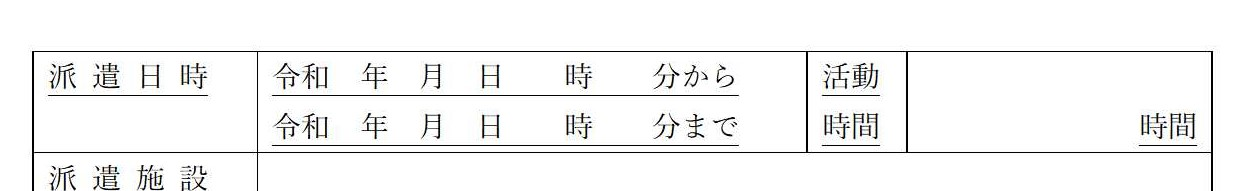 派 遣 日 時　令和　年　月　日　　時　　分から　活動
令和　年　月　日　　時　　分まで　時間　時間
派 遣 施 設